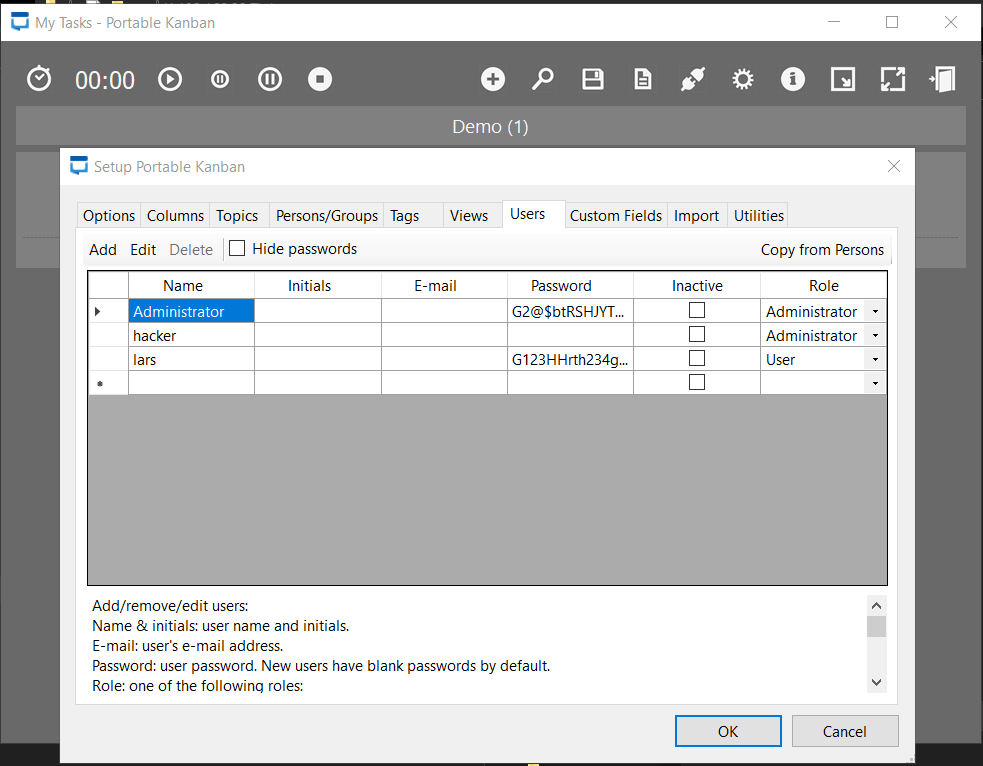 My Tasks - Portable Kanban
00:00
Demo (1)
Setup Portable Kanban
Options Columns Topics Persons/Groups Tags Views Users Custom Fields Import Utilities
Add Edit Delete Hide passwords Copy from Persons
Name Initials E-mail Password Inactive Role
Administrator G2@$btRSHJYT... Administrator
hacker Administrator
lars G123HHrth234g... User
Add/remove/edit users:
Name & initials: user name and initials.
E-mail: user's e-mail address.
Password: user password. New users have blank passwords by default.
Role: one of the following roles:
OK Cancel